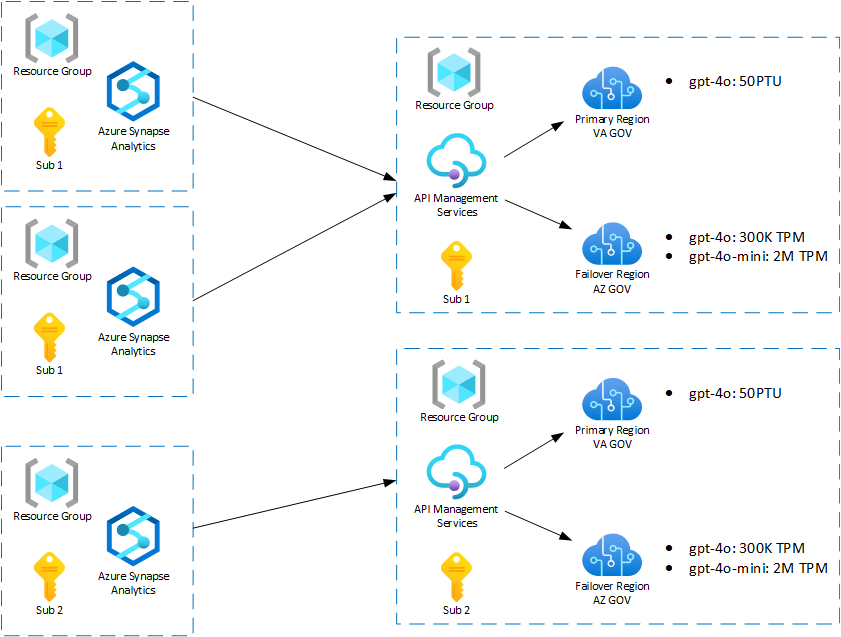 Resource Group
Azure Synapse
Analytics
Sub 1
Resource Group
Azure Synapse
Analytics
Sub 1
Resource Group
Azure Synapse
Analytics
Sub 2
Resource Group
API Management
Services
Sub 1
Primary Region
VA GOV
• gpt-4o: 50PTU
Failover Region
AZ GOV
• gpt-4o: 300K TPM
• gpt-4o-mini: 2M TPM
Resource Group
API Management
Services
Sub 2
Primary Region
VA GOV
• gpt-4o: 50PTU
Failover Region
AZ GOV
• gpt-4o: 300K TPM
• gpt-4o-mini: 2M TPM